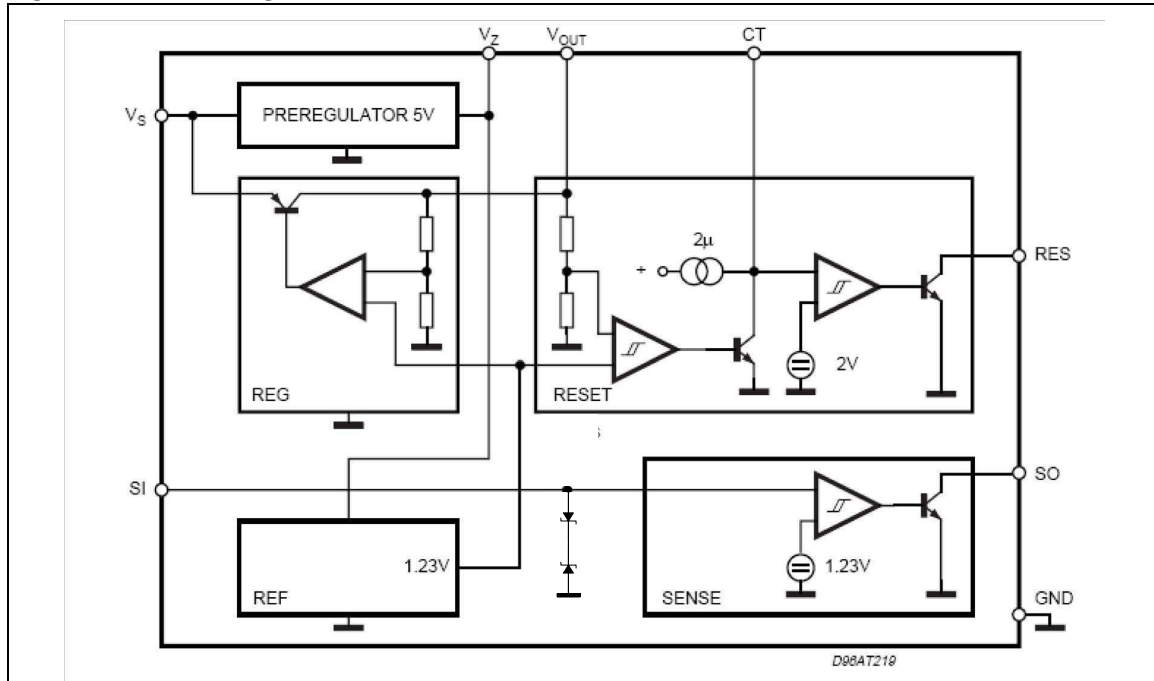 VZ
VOUT
CT
VS
PREREGULATOR 5V
2µ
+
RES
2V
REG
RESET
SI
SO
1.23V
1.23V
REF
SENSE
GND
D96AT219